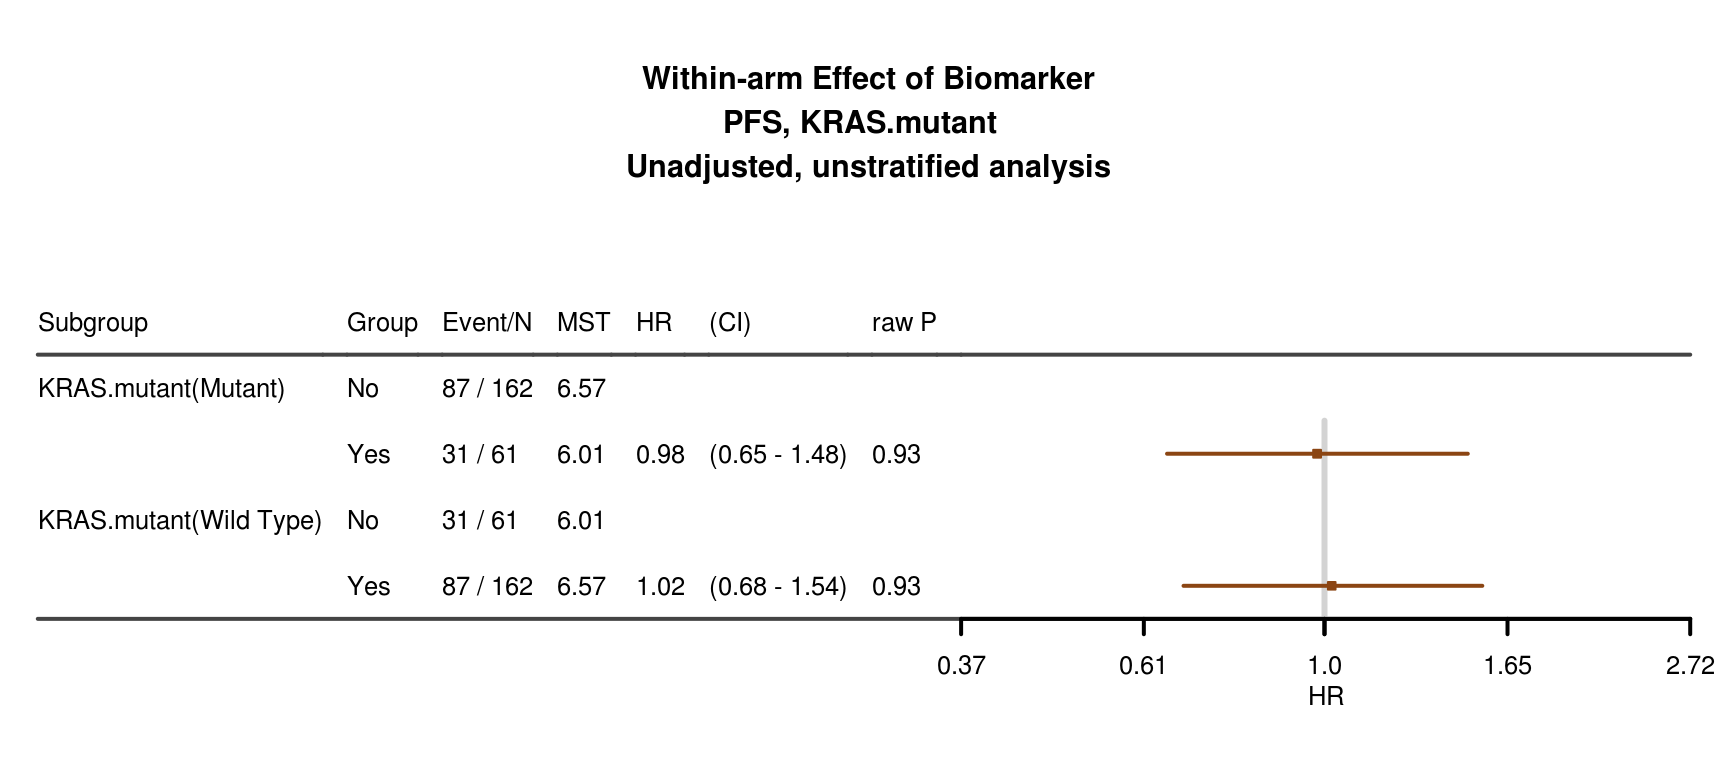 Within-arm Effect of Biomarker
PFS, KRAS.mutant
Unadjusted, unstratified analysis
Subgroup Group Event/N MST HR (CI) raw P
KRAS.mutant(Mutant) No 87 / 162 6.57
Yes 31 / 61 6.01 0.98 (0.65 - 1.48) 0.93
KRAS.mutant(Wild Type) No 31 / 61 6.01
Yes 87 / 162 6.57 1.02 (0.68 - 1.54) 0.93
0.37 0.61 1.0 1.65 2.72
HR